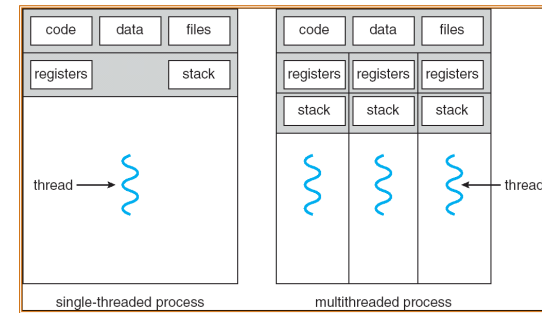 code data files code data files
registers stack registers registers registers
stack stack stack
thread thread
single-threaded process multithreaded process